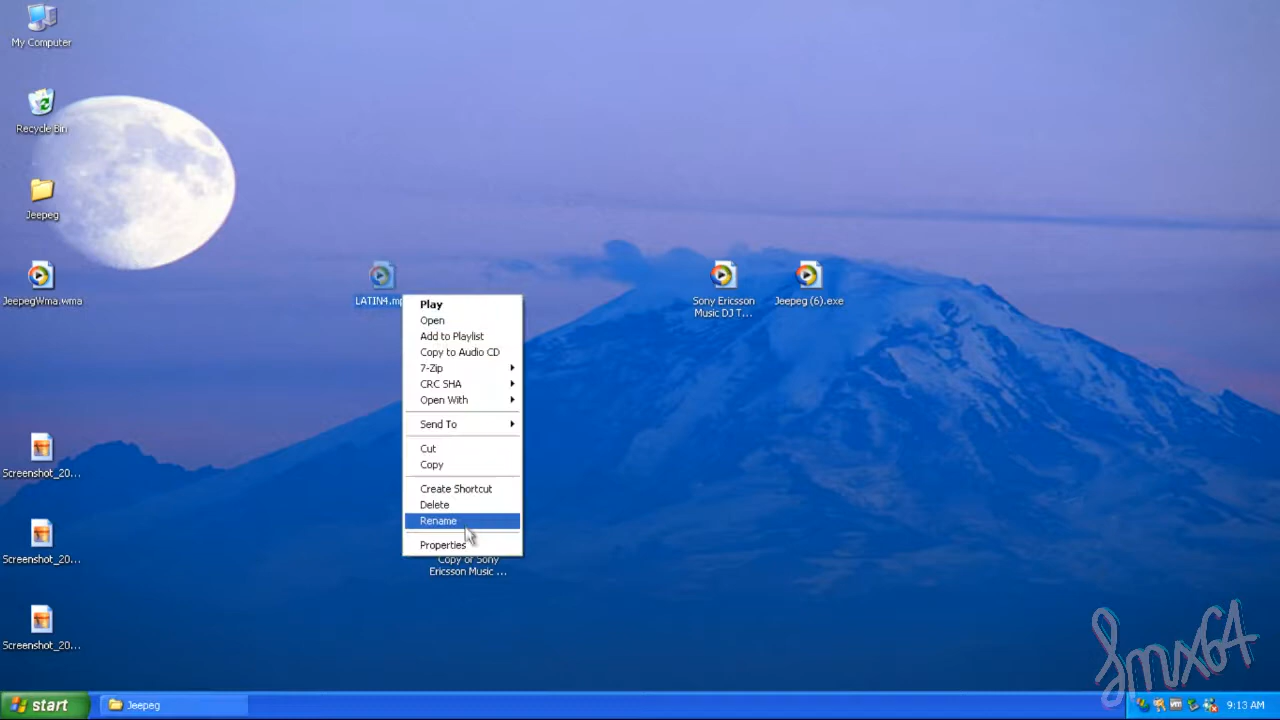 My Computer
Recycle Bin
Jeepeg
JeepegWma.wma
LATIN4.mp
Sony Ericsson
Music DJ T...
Jeepeg (6).exe
Play
Open
Add to Playlist
Copy to Audio CD
7-Zip
CRC SHA
Open With
Send To
Cut
Copy
Create Shortcut
Delete
Rename
Properties
Copy of Sony
Ericsson Music ...
Screenshot_20...
Screenshot_20...
Screenshot_20...
Jmx64
start
Jeepeg
9:13 AM